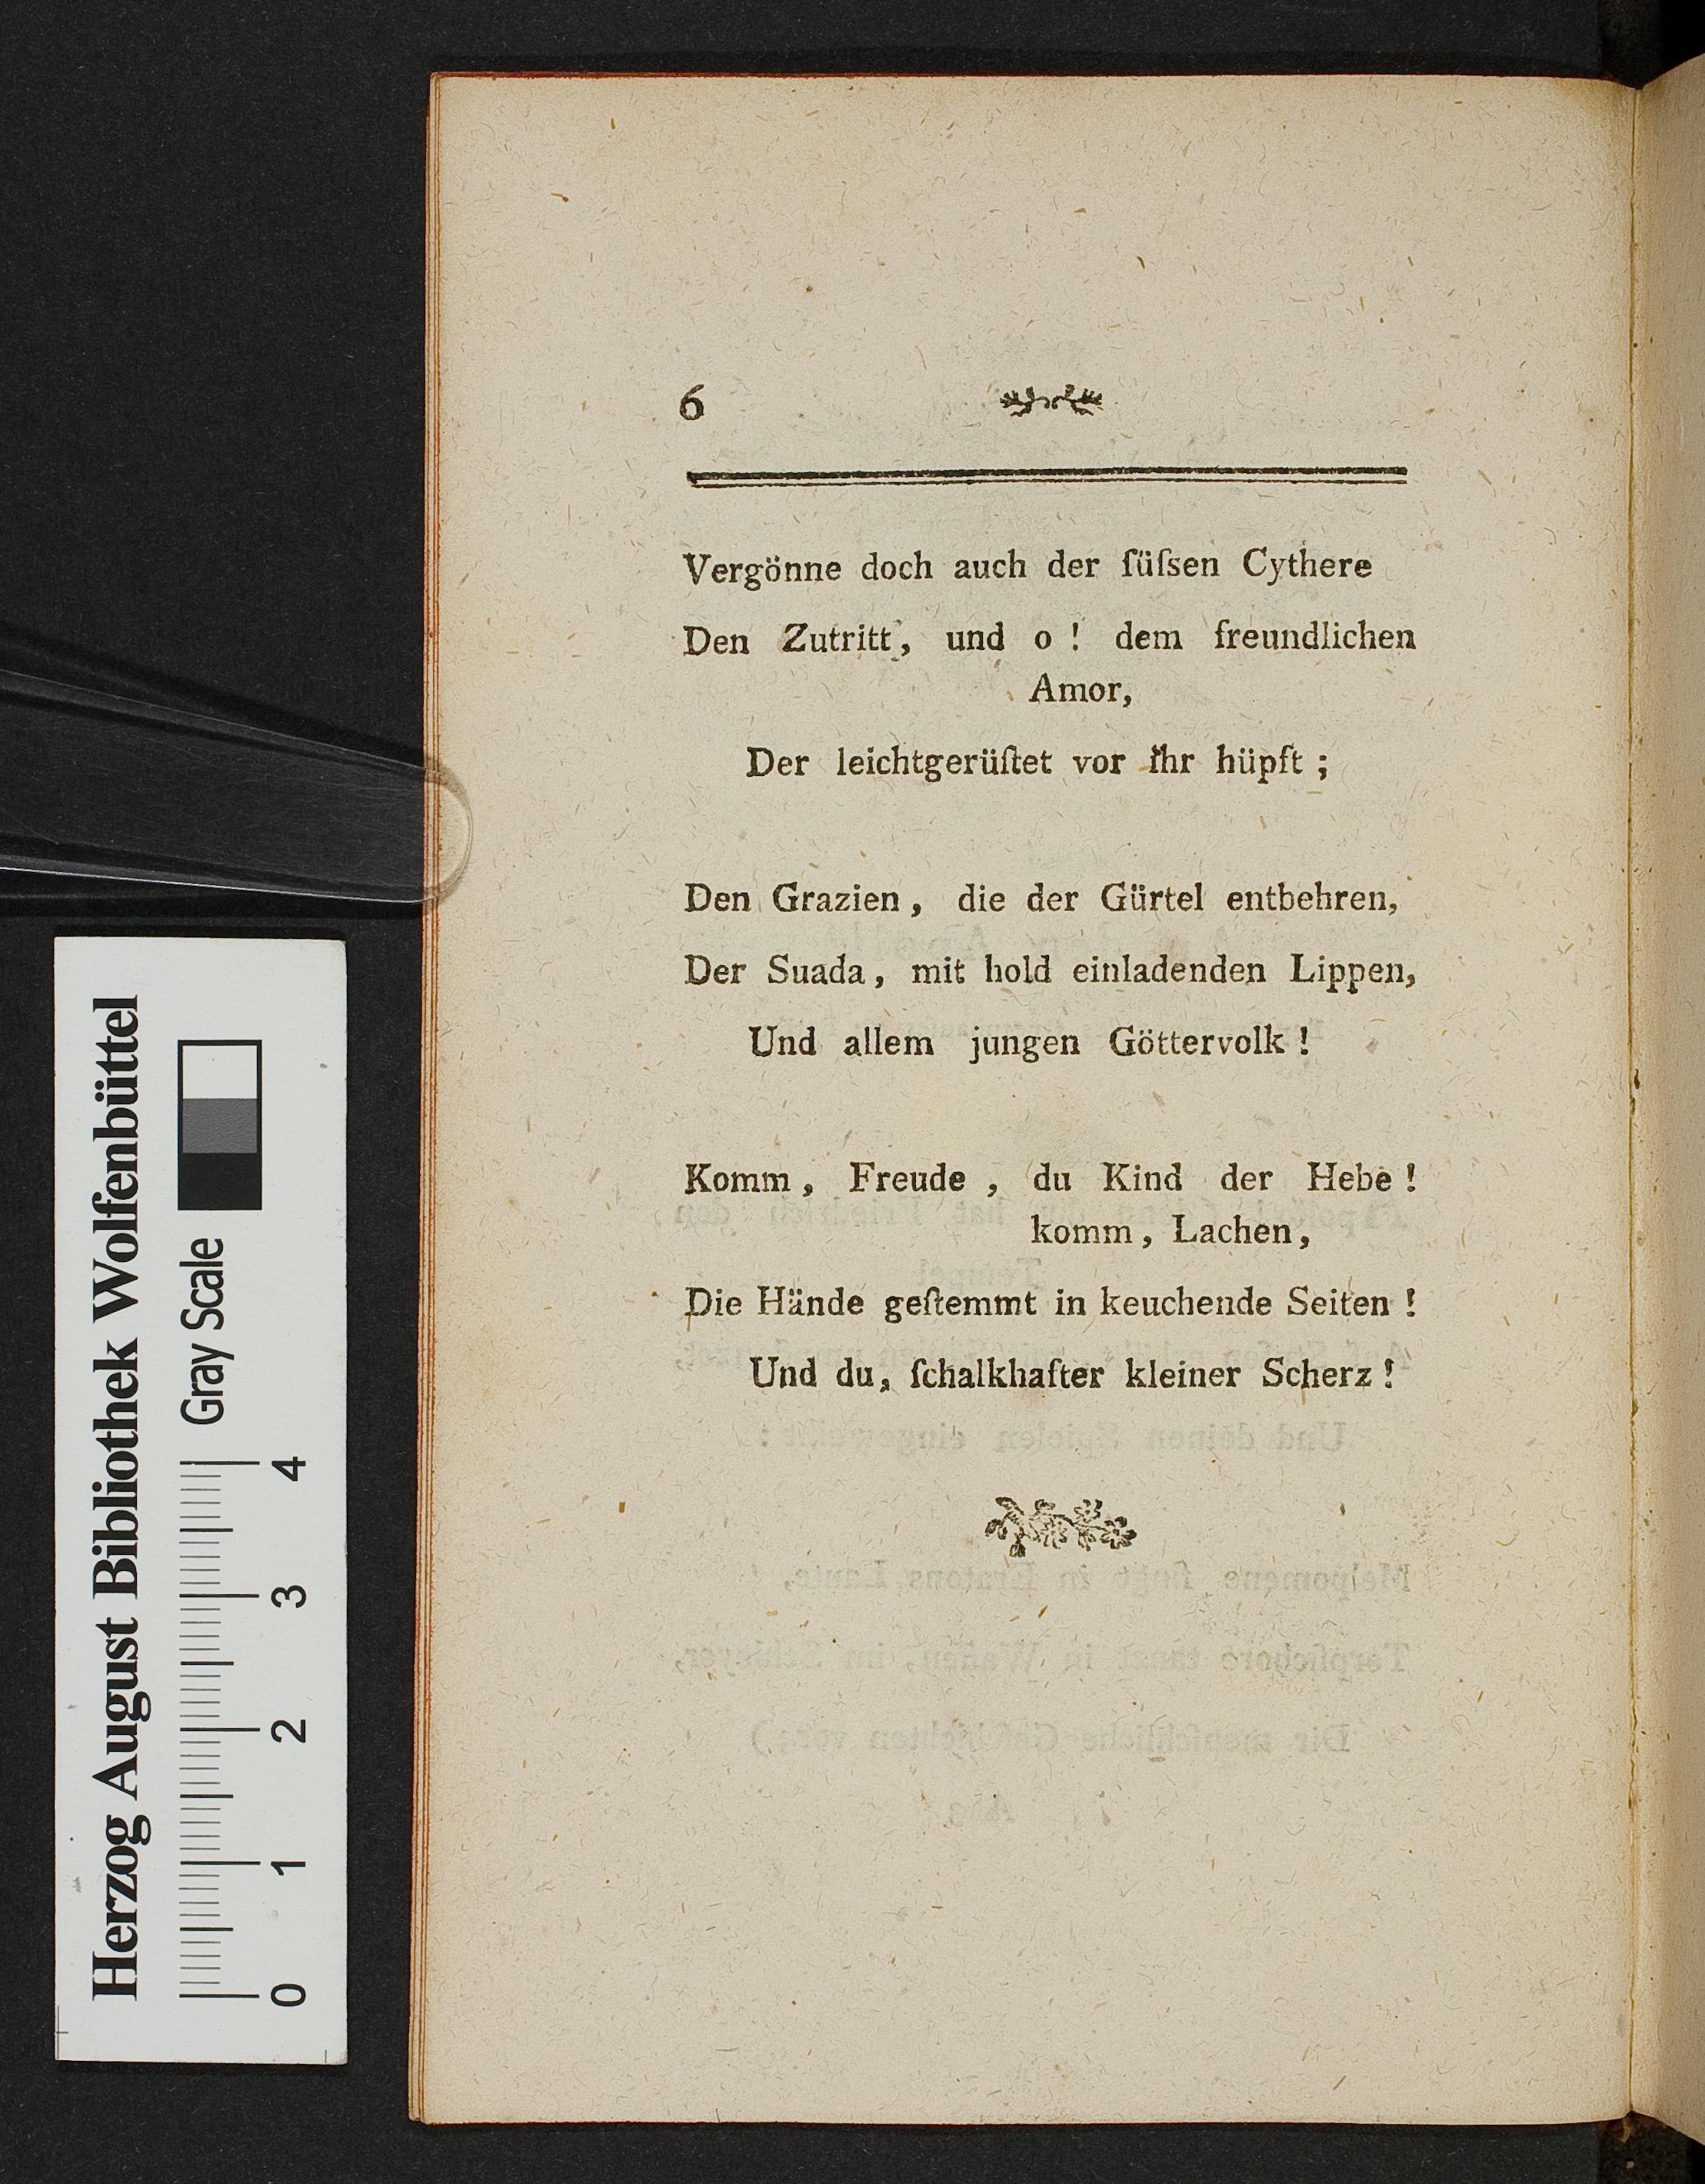 6
Vergönne doch auch der ſüſsen Cythere
Den Zutritt, und o! dem freundlichen
Amor,
Der leichtgerüſtet vor ihr hüpft;
Den Grazien, die der Gürtel entbehren,
Der Suada, mit hold einladenden Lippen,
Und allem jungen Göttervolk!
Komm, Freude, du Kind der Hebe!
komm, Lachen,
Die Hände geſtemmt in keuchende Seiten!
Und du, ſchalkhafter kleiner Scherz!
Herzog August Bibliothek Wolfenbüttel
Gray Scale
0 1 2 3 4